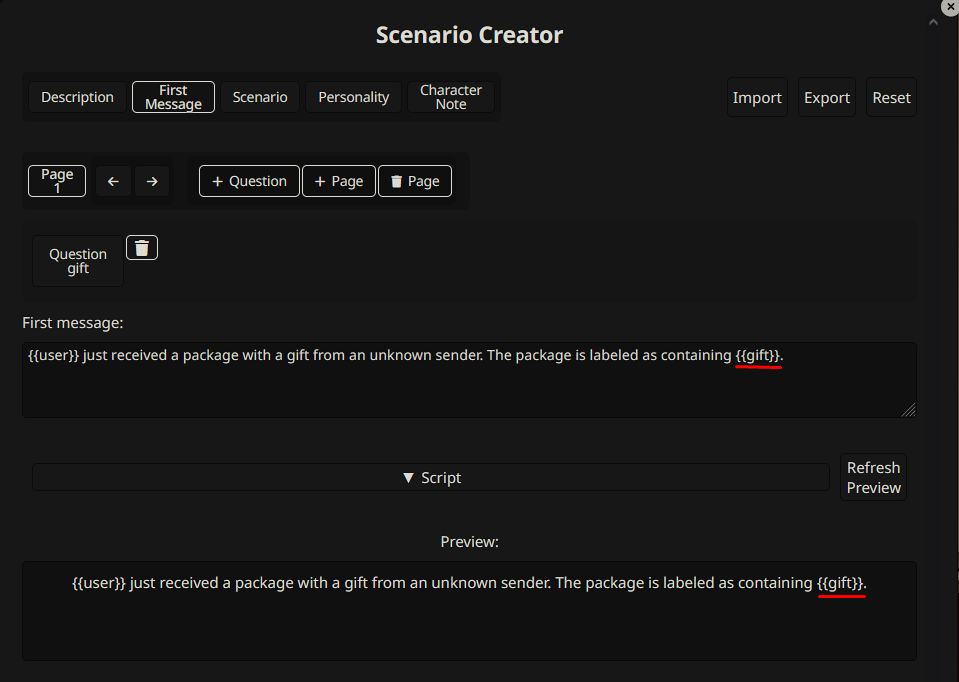 Scenario Creator
Description
First
Message
Scenario
Personality
Character
Note
Import
Export
Reset
Page
1
← →
+ Question
+ Page
Page
Question
gift
First message:
{{user}} just received a package with a gift from an unknown sender. The package is labeled as containing {{gift}}.
▼ Script
Refresh
Preview
Preview:
{{user}} just received a package with a gift from an unknown sender. The package is labeled as containing {{gift}}.